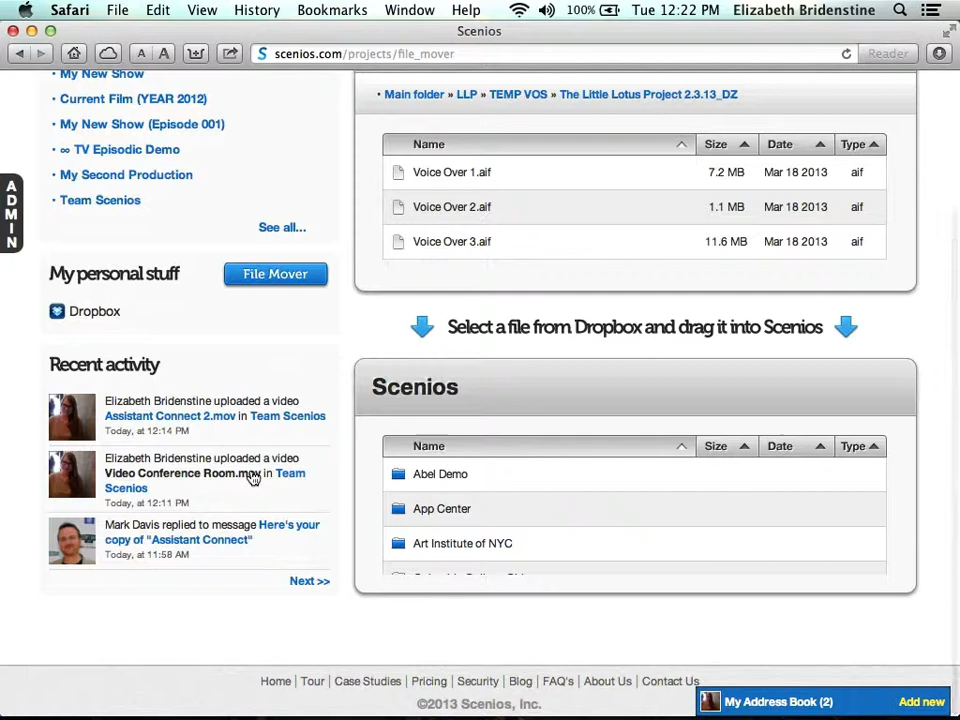 Safari File Edit View History Bookmarks Window Help 100% Tue 12:22 PM Elizabeth Bridenstine
Scenios
A A scenios.com/projects/file_mover Reader
My New Show
Current Film (YEAR 2012)
My New Show (Episode 001)
∞ TV Episodic Demo
My Second Production
Team Scenios
See all...
ADMIN
My personal stuff File Mover
Dropbox
Recent activity
Elizabeth Bridenstine uploaded a video
Assistant Connect 2.mov in Team Scenios
Today, at 12:14 PM
Elizabeth Bridenstine uploaded a video
Video Conference Room.mov in Team
Scenios
Today, at 12:11 PM
Mark Davis replied to message Here's your
copy of "Assistant Connect"
Today, at 11:58 AM
Next >>
Main folder » LLP » TEMP VOS » The Little Lotus Project 2.3.13_DZ
Name Size Date Type
Voice Over 1.aif 7.2 MB Mar 18 2013 aif
Voice Over 2.aif 1.1 MB Mar 18 2013 aif
Voice Over 3.aif 11.6 MB Mar 18 2013 aif
Select a file from Dropbox and drag it into Scenios
Scenios
Name Size Date Type
Abel Demo
App Center
Art Institute of NYC
Home | Tour | Case Studies | Pricing | Security | Blog | FAQ's | About Us | Contact Us
©2013 Scenios, Inc.
My Address Book (2) Add new